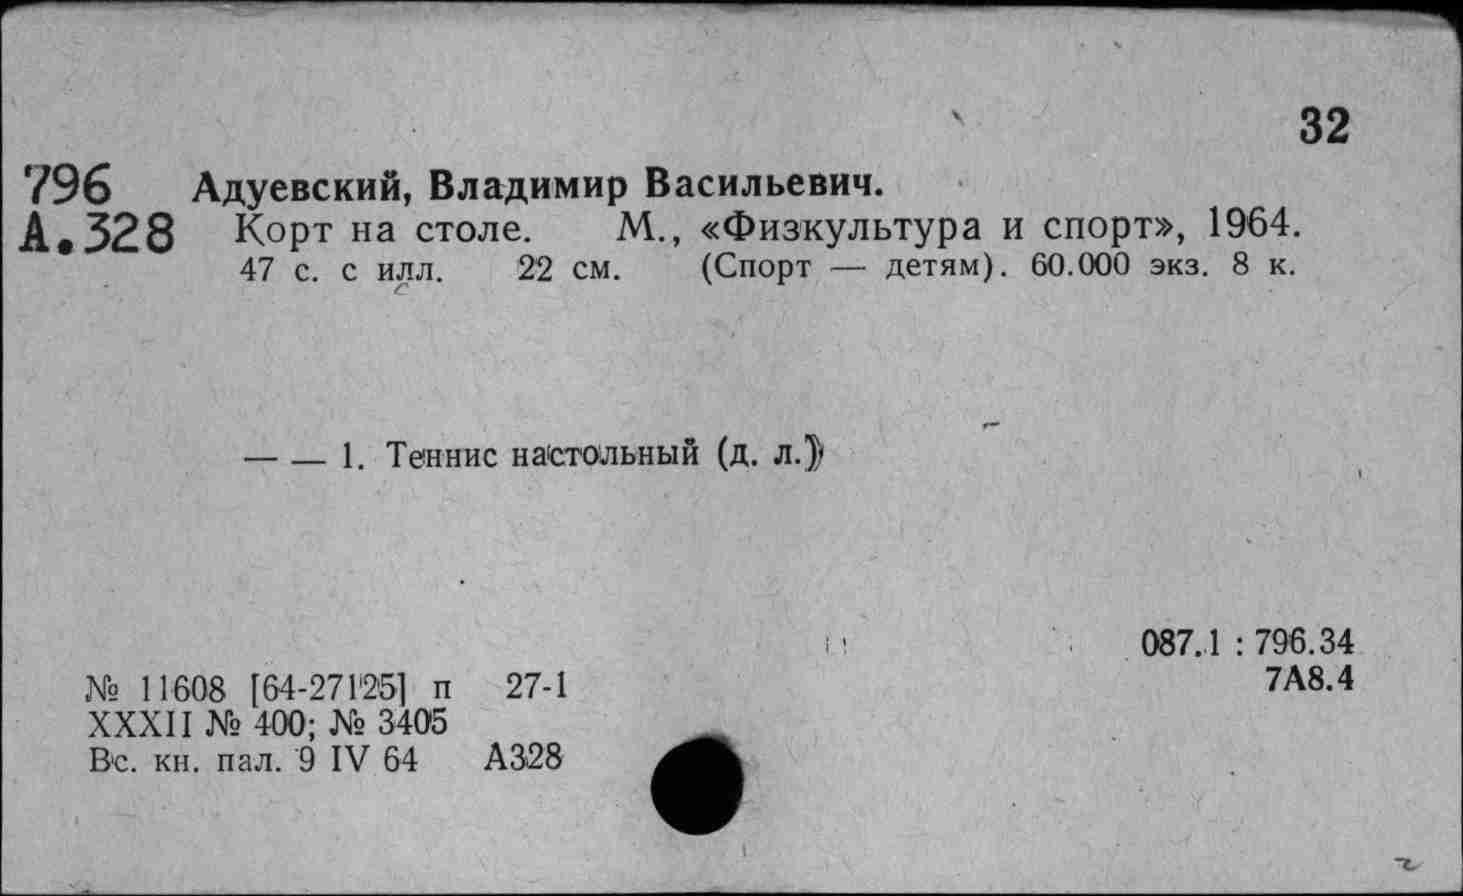 32
796 Адуевский, Владимир Васильевич.
А.328 Корт на столе. М., «Физкультура и спорт», 1964.
47 с. с илл. 22 см. (Спорт — детям). 60.000 экз. 8 к.
— — 1. Теннис настольный (д. л.)
087.1 : 796.34
№ 11608 [64-27125] п 27-1 7А8.4
XXXII № 400; № 3405
Вс. кн. пал. 9 IV 64 А328